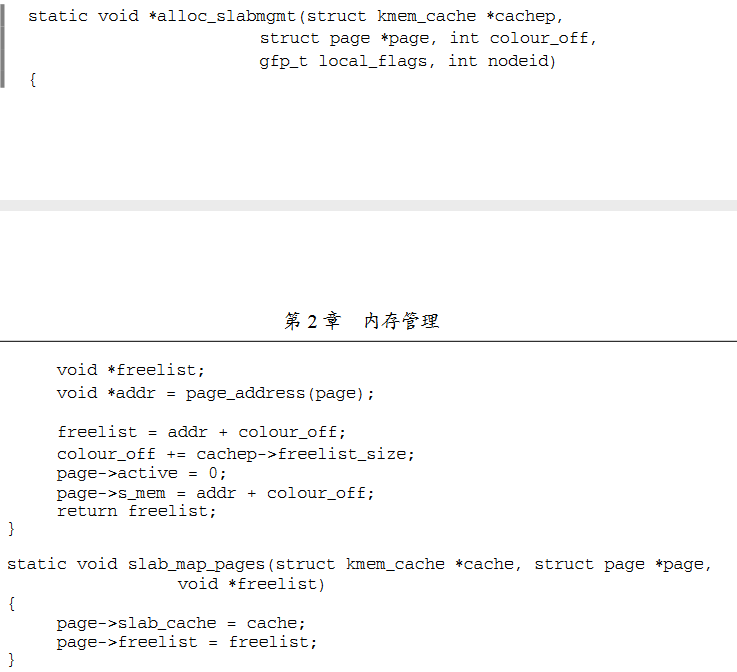 static void *alloc_slabmgmt(struct kmem_cache *cachep,
struct page *page, int colour_off,
gfp_t local_flags, int nodeid)
{
第 2 章 内存管理
void *freelist;
void *addr = page_address(page);
freelist = addr + colour_off;
colour_off += cachep->freelist_size;
page->active = 0;
page->s_mem = addr + colour_off;
return freelist;
}
static void slab_map_pages(struct kmem_cache *cache, struct page *page,
void *freelist)
{
page->slab_cache = cache;
page->freelist = freelist;
}